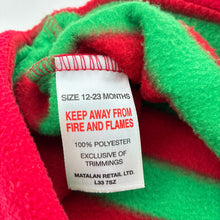 SIZE 12-23 MONTHS
KEEP AWAY FROM
FIRE AND FLAMES
100% POLYESTER
EXCLUSIVE OF
TRIMMINGS
MATALAN RETAIL LTD.
L33 7SZ